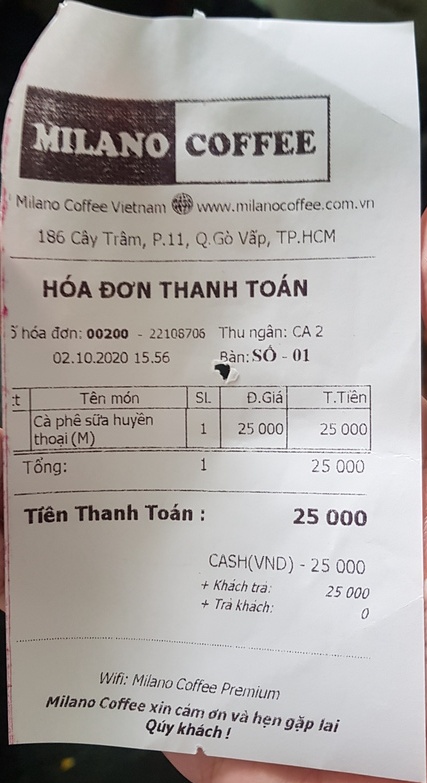 MILANO COFFEE
Milano Coffee Vietnam www.milanocoffee.com.vn
186 Cây Trâm, P.11, Q.Gò Vấp, TP.HCM
HÓA ĐƠN THANH TOÁN
ố hóa đơn: 00200 - 22108706 Thu ngân: CA 2
02.10.2020 15.56 Bàn: SỐ - 01
t Tên món SL Đ.Giá T.Tiền
Cà phê sữa huyền 1 25 000 25 000
thoại (M)
Tổng: 1 25 000
Tiền Thanh Toán : 25 000
CASH(VND) - 25 000
+ Khách trả: 25 000
+ Trả khách: 0
Wifi: Milano Coffee Premium
Milano Coffee xin cảm ơn và hẹn gặp lại
Qúy khách !